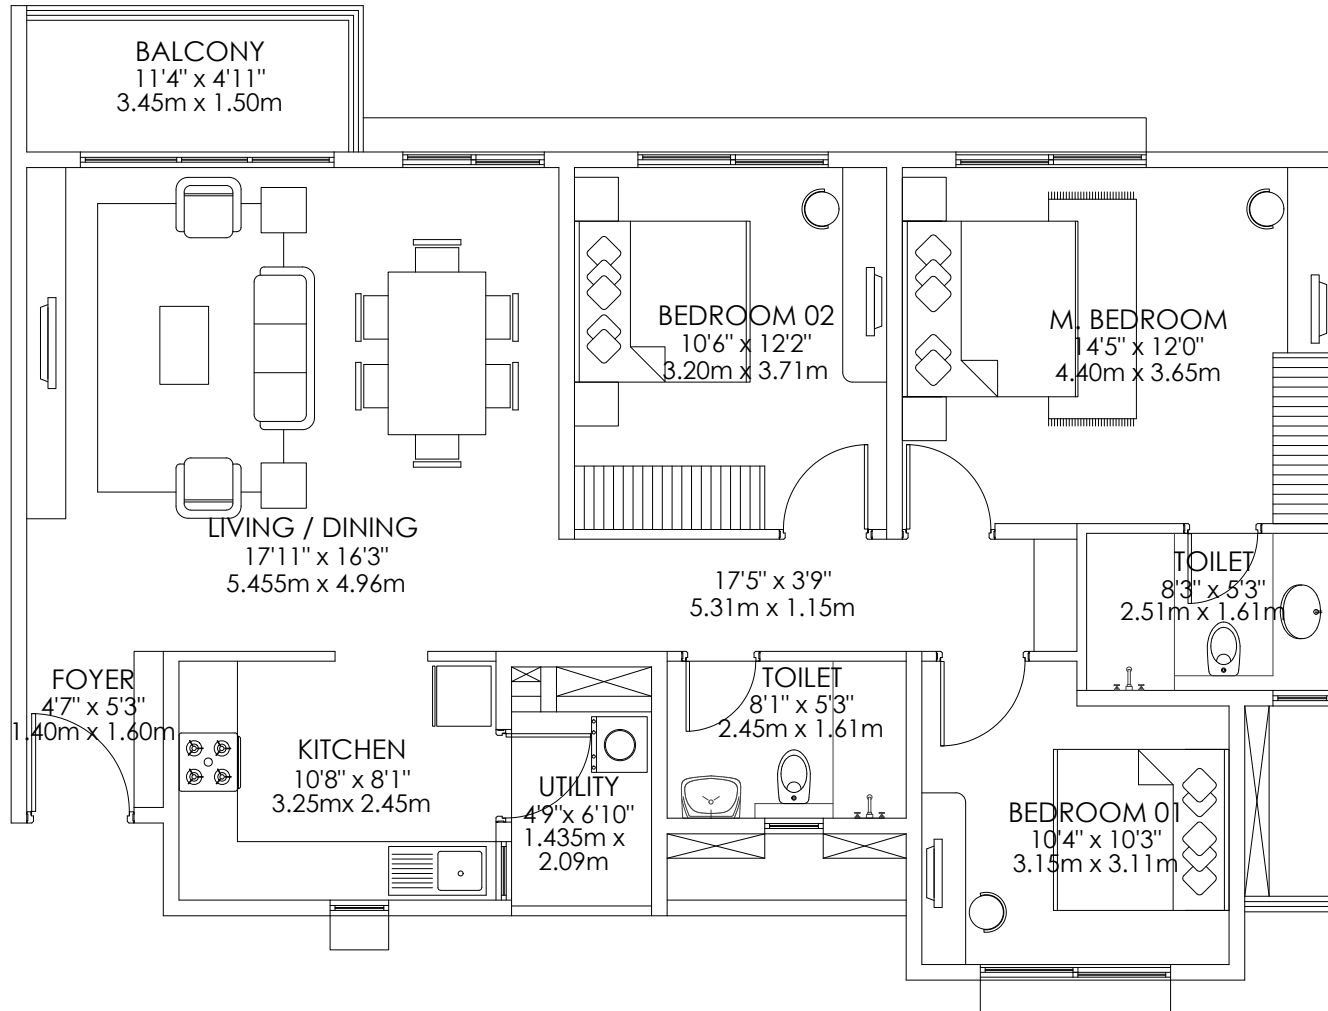 BALCONY
11'4" x 4'11"
3.45m x 1.50m
BEDROOM 02
10'6" x 12'2"
3.20m x 3.71m
M. BEDROOM
14'5" x 12'0"
4.40m x 3.65m
LIVING / DINING
17'11" x 16'3"
5.455m x 4.96m
17'5" x 3'9"
5.31m x 1.15m
TOILET
8'3" x 5'3"
2.51m x 1.61m
FOYER
4'7" x 5'3"
1.40m x 1.60m
KITCHEN
10'8" x 8'1"
3.25mx 2.45m
UTILITY
4'9"x 6'10"
1.435m x
2.09m
TOILET
8'1" x 5'3"
2.45m x 1.61m
BEDROOM 01
10'4" x 10'3"
3.15m x 3.11m